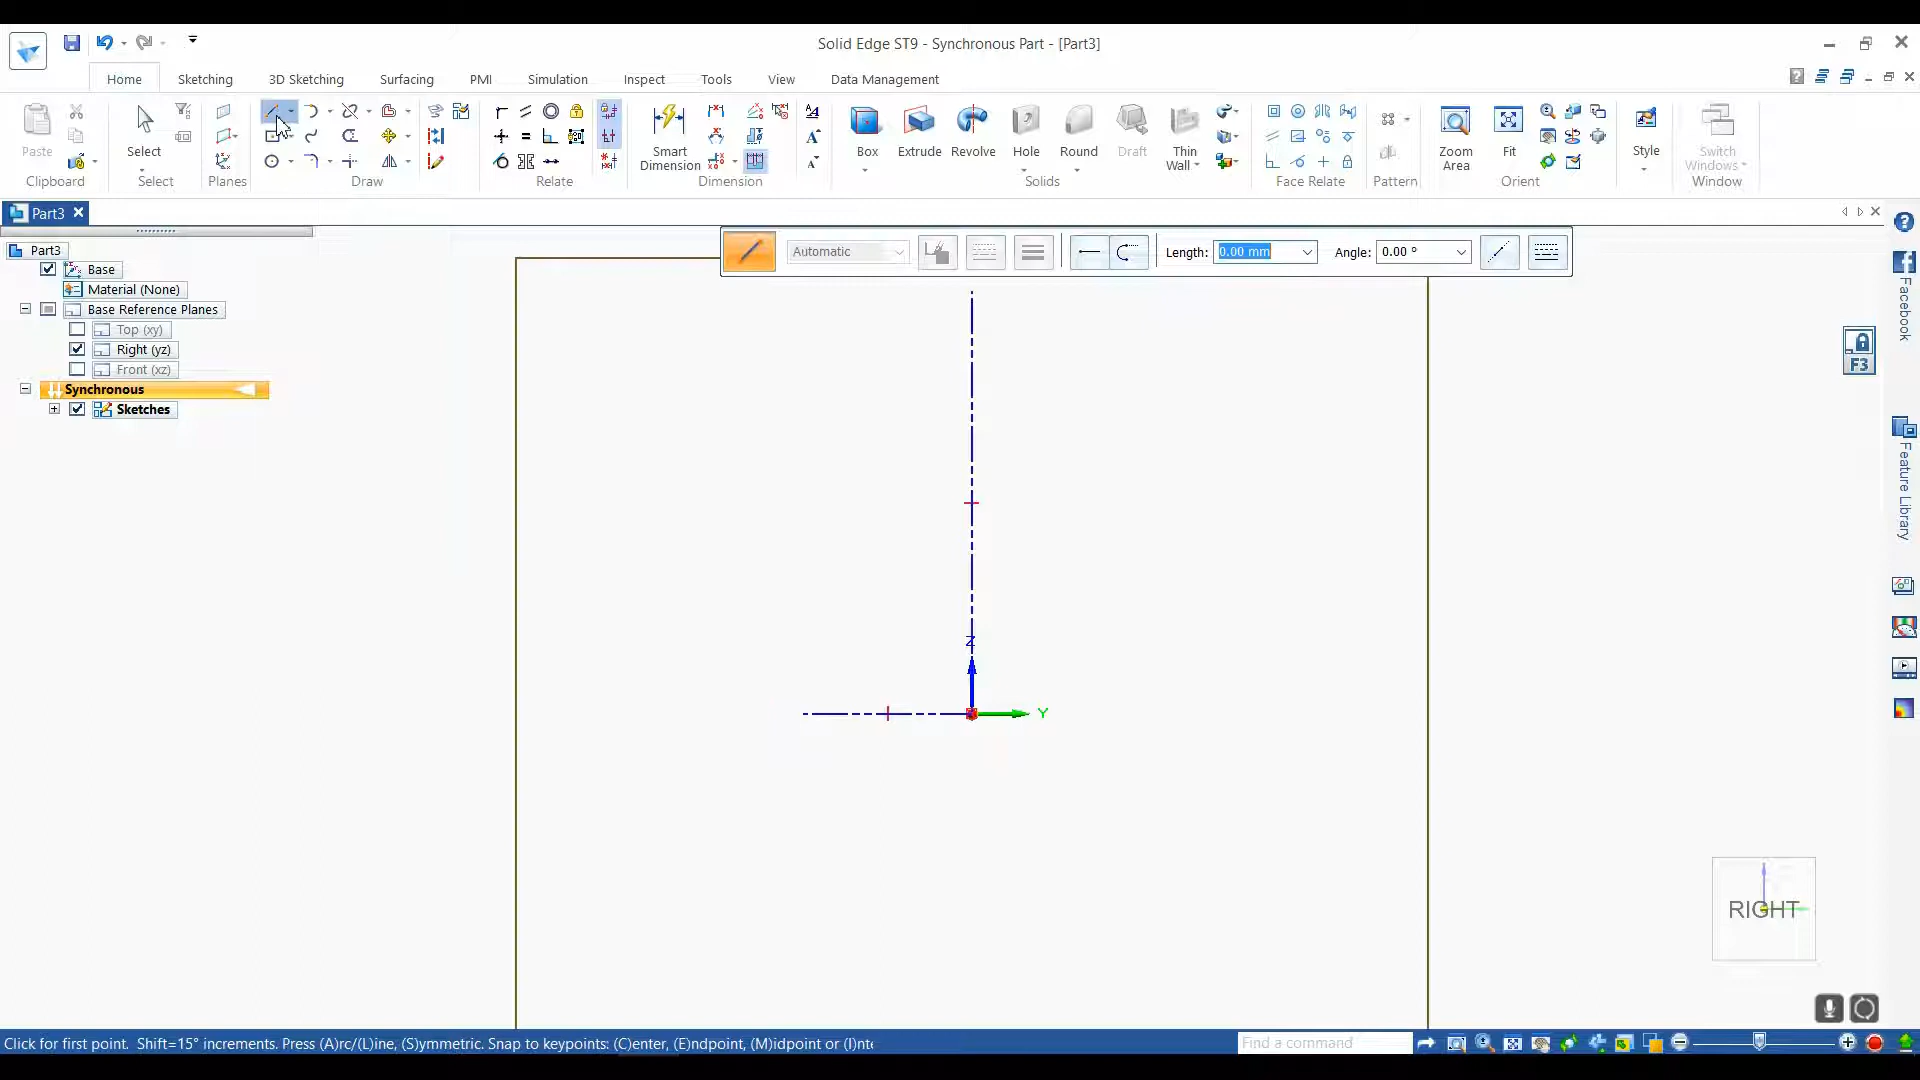 Solid Edge ST9 - Synchronous Part - [Part3]
Home Sketching 3D Sketching Surfacing PMI Simulation Inspect Tools View Data Management
Paste
Clipboard
Select
Select
Planes
Draw
Relate
Smart
Dimension
Dimension
Box
Extrude
Revolve
Hole
Round
Draft
Thin
Wall
Solids
Face Relate
Pattern
Zoom
Area
Fit
Orient
Style
Switch
Windows
Window
Part3
Automatic
Length: 0.00 mm
Angle: 0.00 °
Part3
Base
Material (None)
Base Reference Planes
Top (xy)
Right (yz)
Front (xz)
Synchronous
Sketches
Z
Y
F3
Facebook
Feature Library
RIGHT
Click for first point. Shift=15° increments. Press (A)rc/(L)ine, (S)ymmetric. Snap to keypoints: (C)enter, (E)ndpoint, (M)idpoint or (I)nte
Find a command